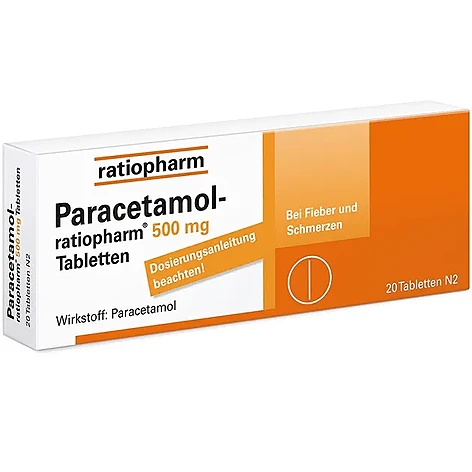 ratiopharm
Paracetamol-
ratiopharm® 500 mg
Tabletten
Dosierungsanleitung
beachten!
Wirkstoff: Paracetamol
Bei Fieber und
Schmerzen
20 Tabletten N2
Paracetamol-
ratiopharm® 500 mg Tabletten
20 Tabletten N2